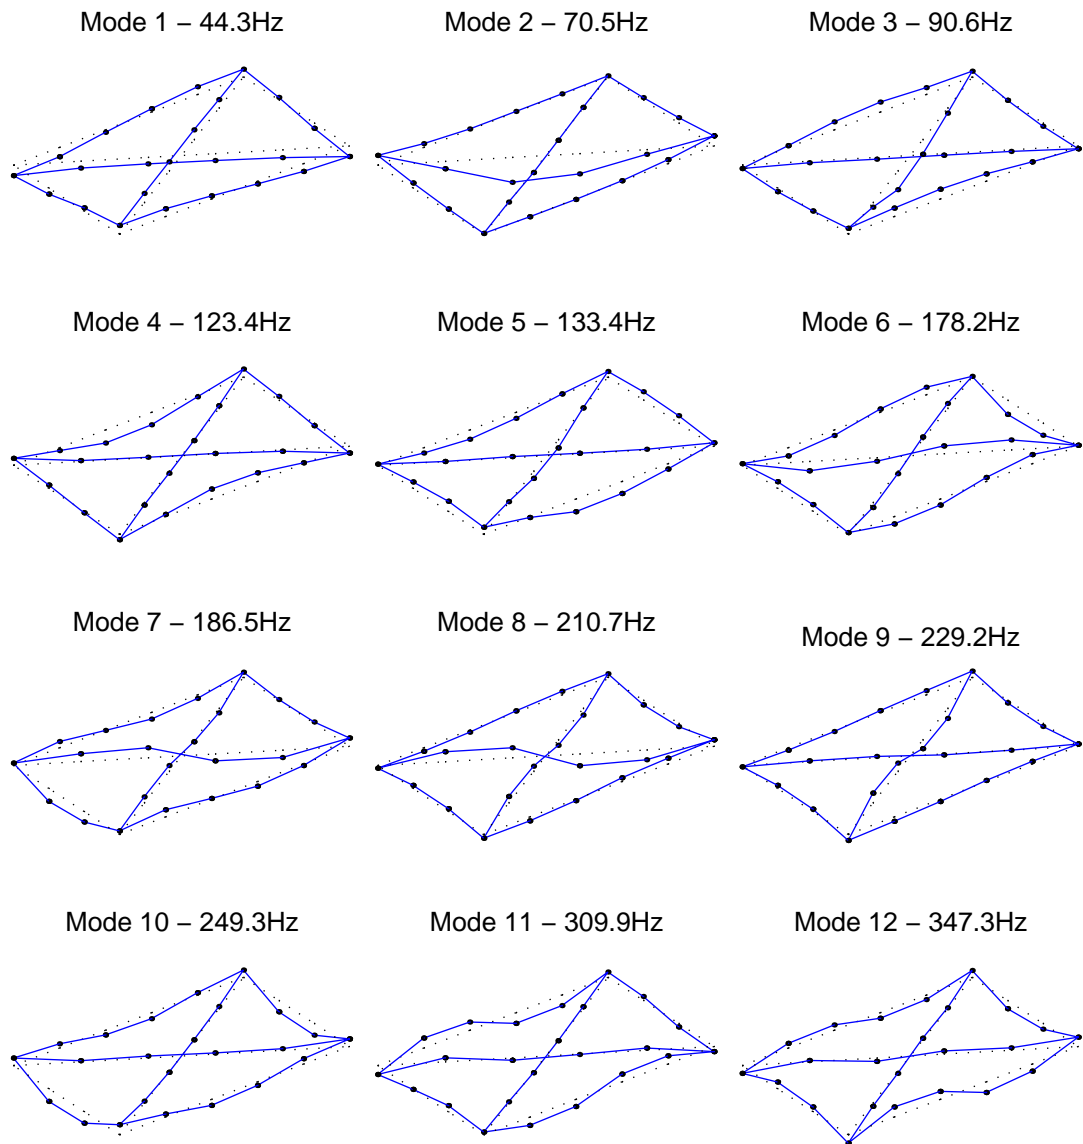 Mode 1 – 44.3Hz
Mode 2 – 70.5Hz
Mode 3 – 90.6Hz
Mode 4 – 123.4Hz
Mode 5 – 133.4Hz
Mode 6 – 178.2Hz
Mode 7 – 186.5Hz
Mode 8 – 210.7Hz
Mode 9 – 229.2Hz
Mode 10 – 249.3Hz
Mode 11 – 309.9Hz
Mode 12 – 347.3Hz